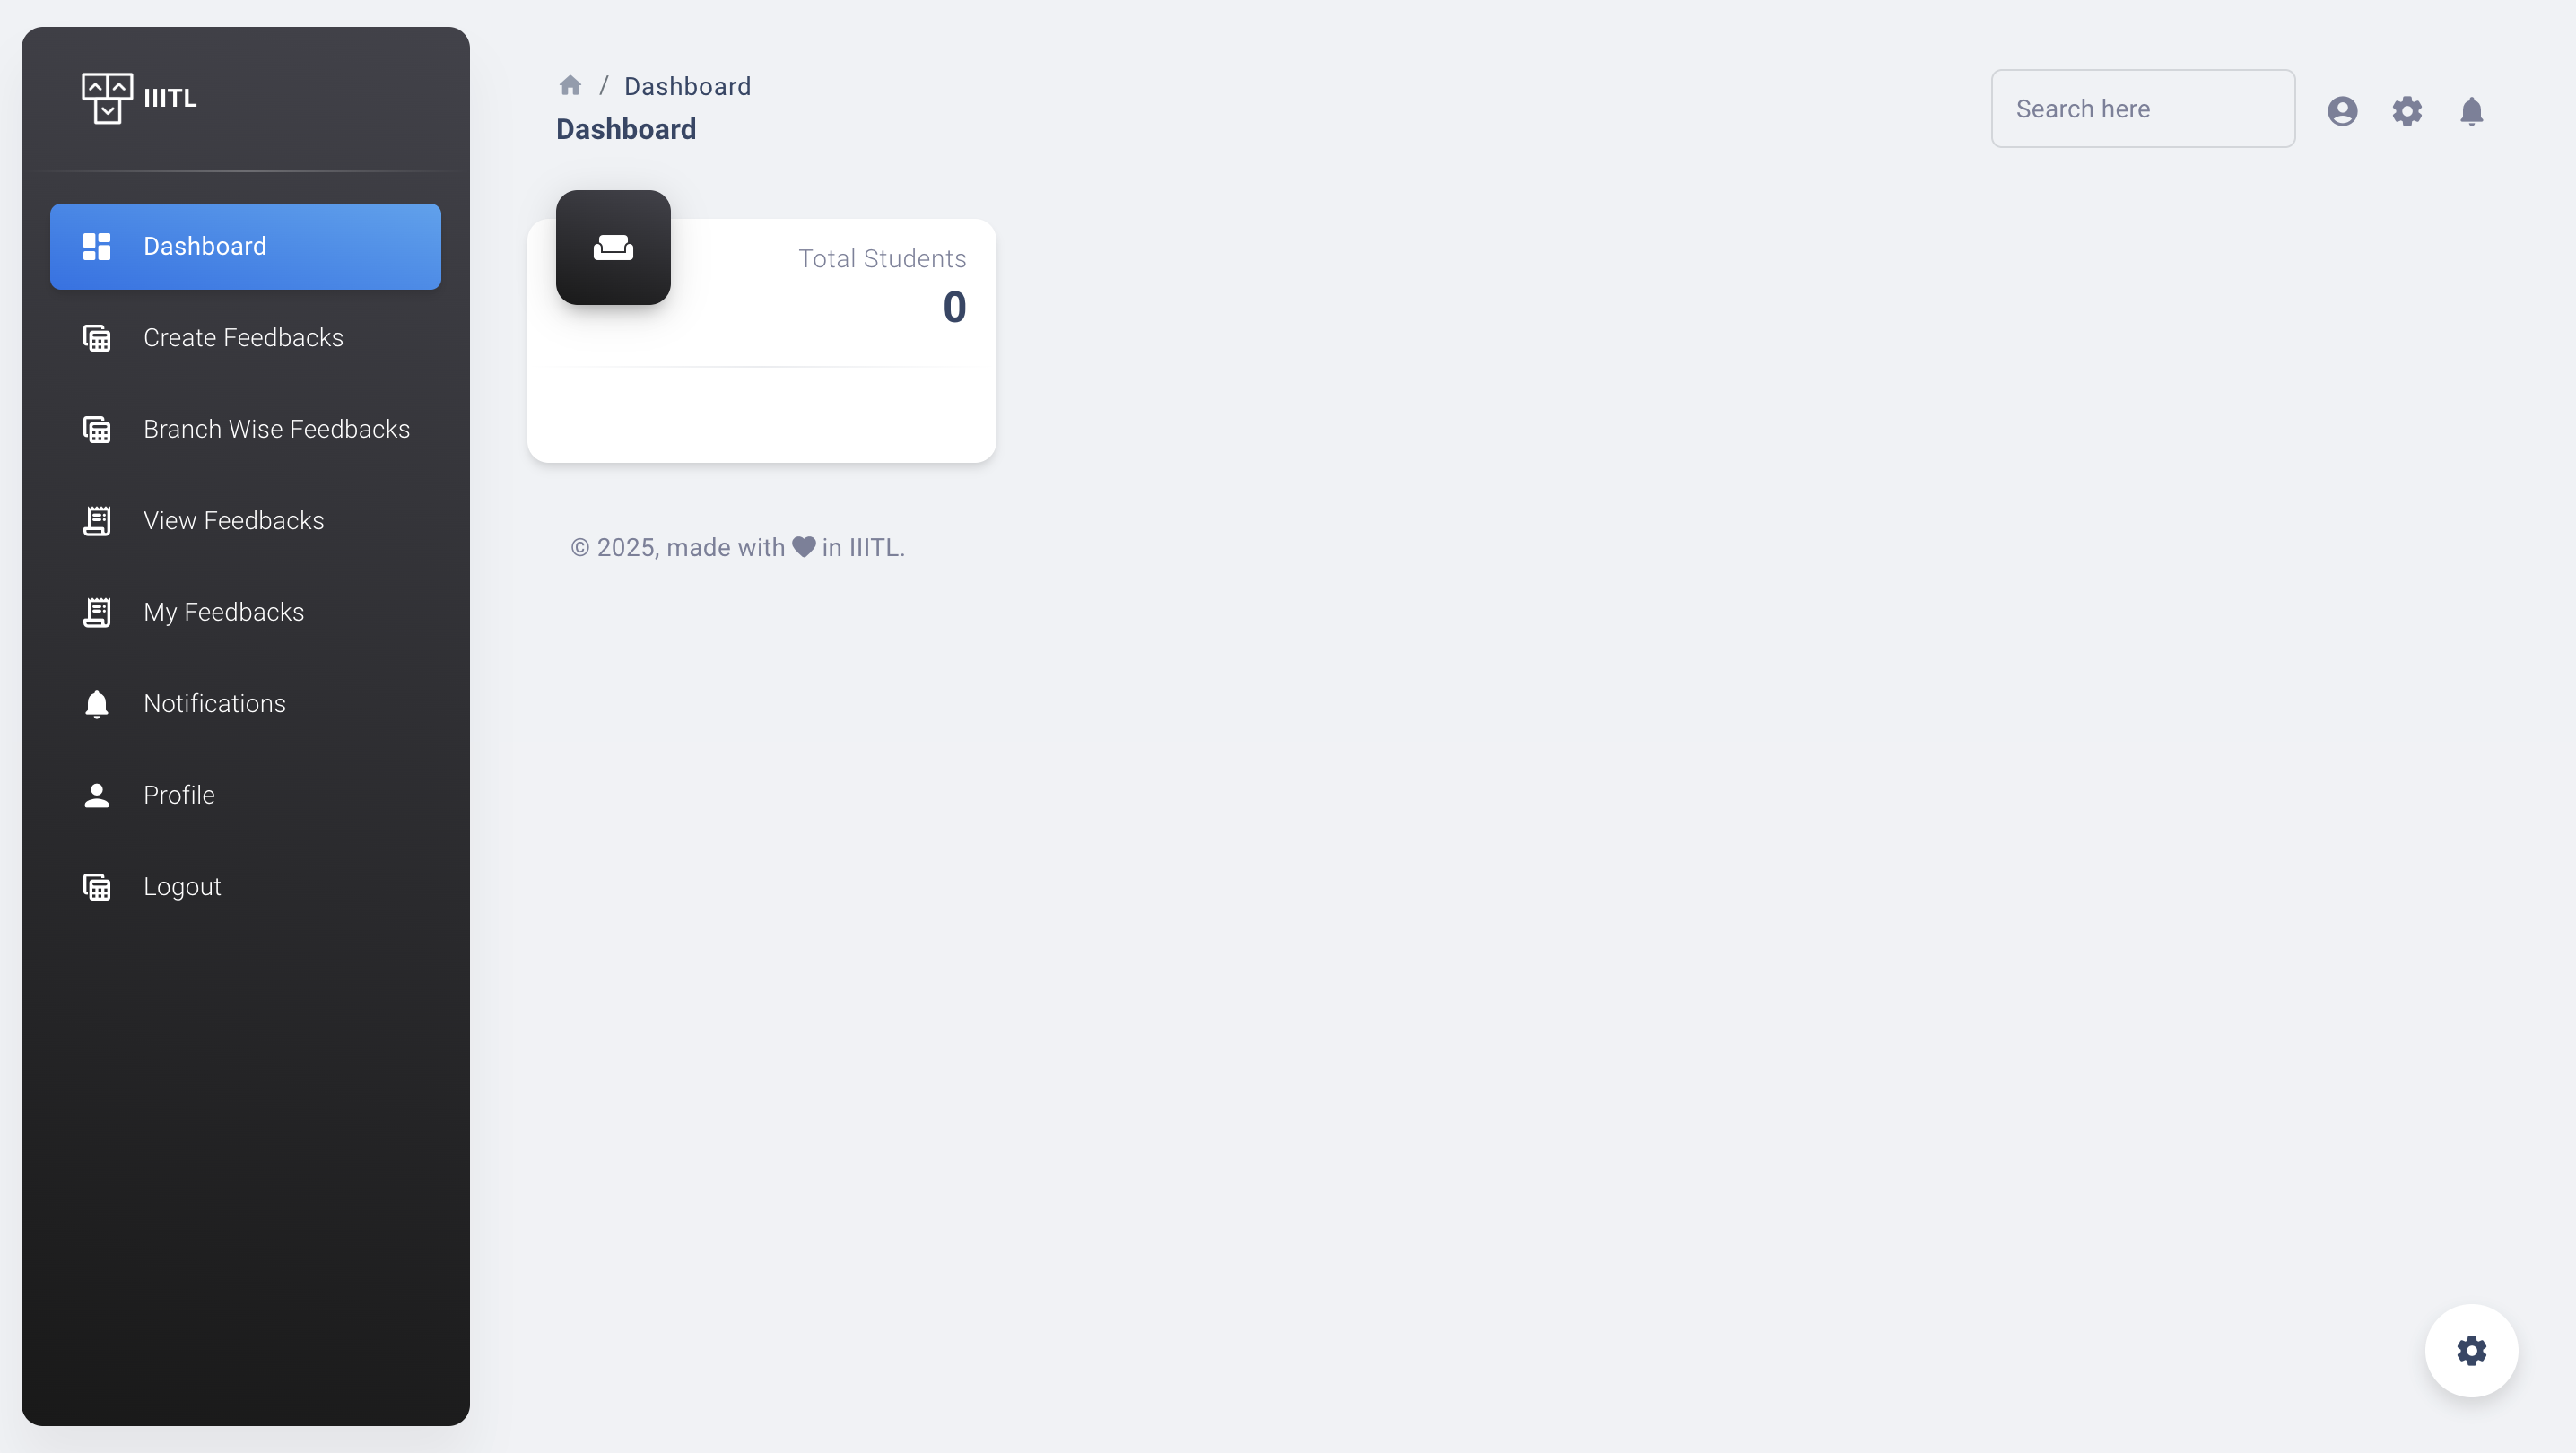 IIITL
Dashboard
Create Feedbacks
Branch Wise Feedbacks
View Feedbacks
My Feedbacks
Notifications
Profile
Logout
/ Dashboard
Dashboard
Search here
Total Students
0
© 2025, made with in IIITL.